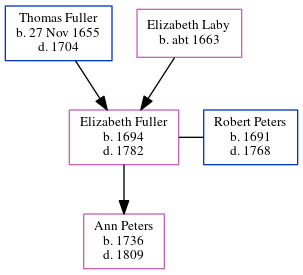 Thomas Fuller
b. 27 Nov 1655
d. 1704
Elizabeth Laby
b. abt 1663
Elizabeth Fuller
b. 1694
d. 1782
Robert Peters
b. 1691
d. 1768
Ann Peters
b. 1736
d. 1809